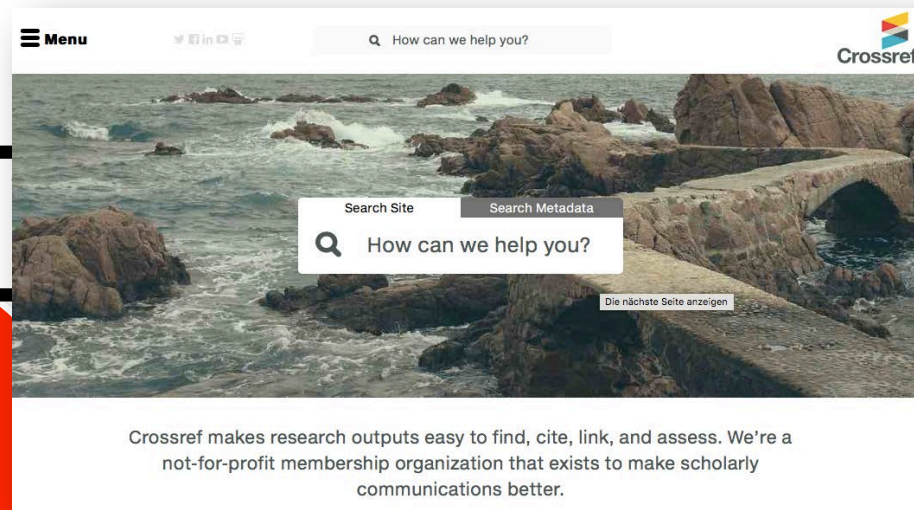 Menu
How can we help you?
Crossref
Search Site
Search Metadata
How can we help you?
Die nächste Seite anzeigen
Crossref makes research outputs easy to find, cite, link, and assess. We’re a
not-for-profit membership organization that exists to make scholarly
communications better.